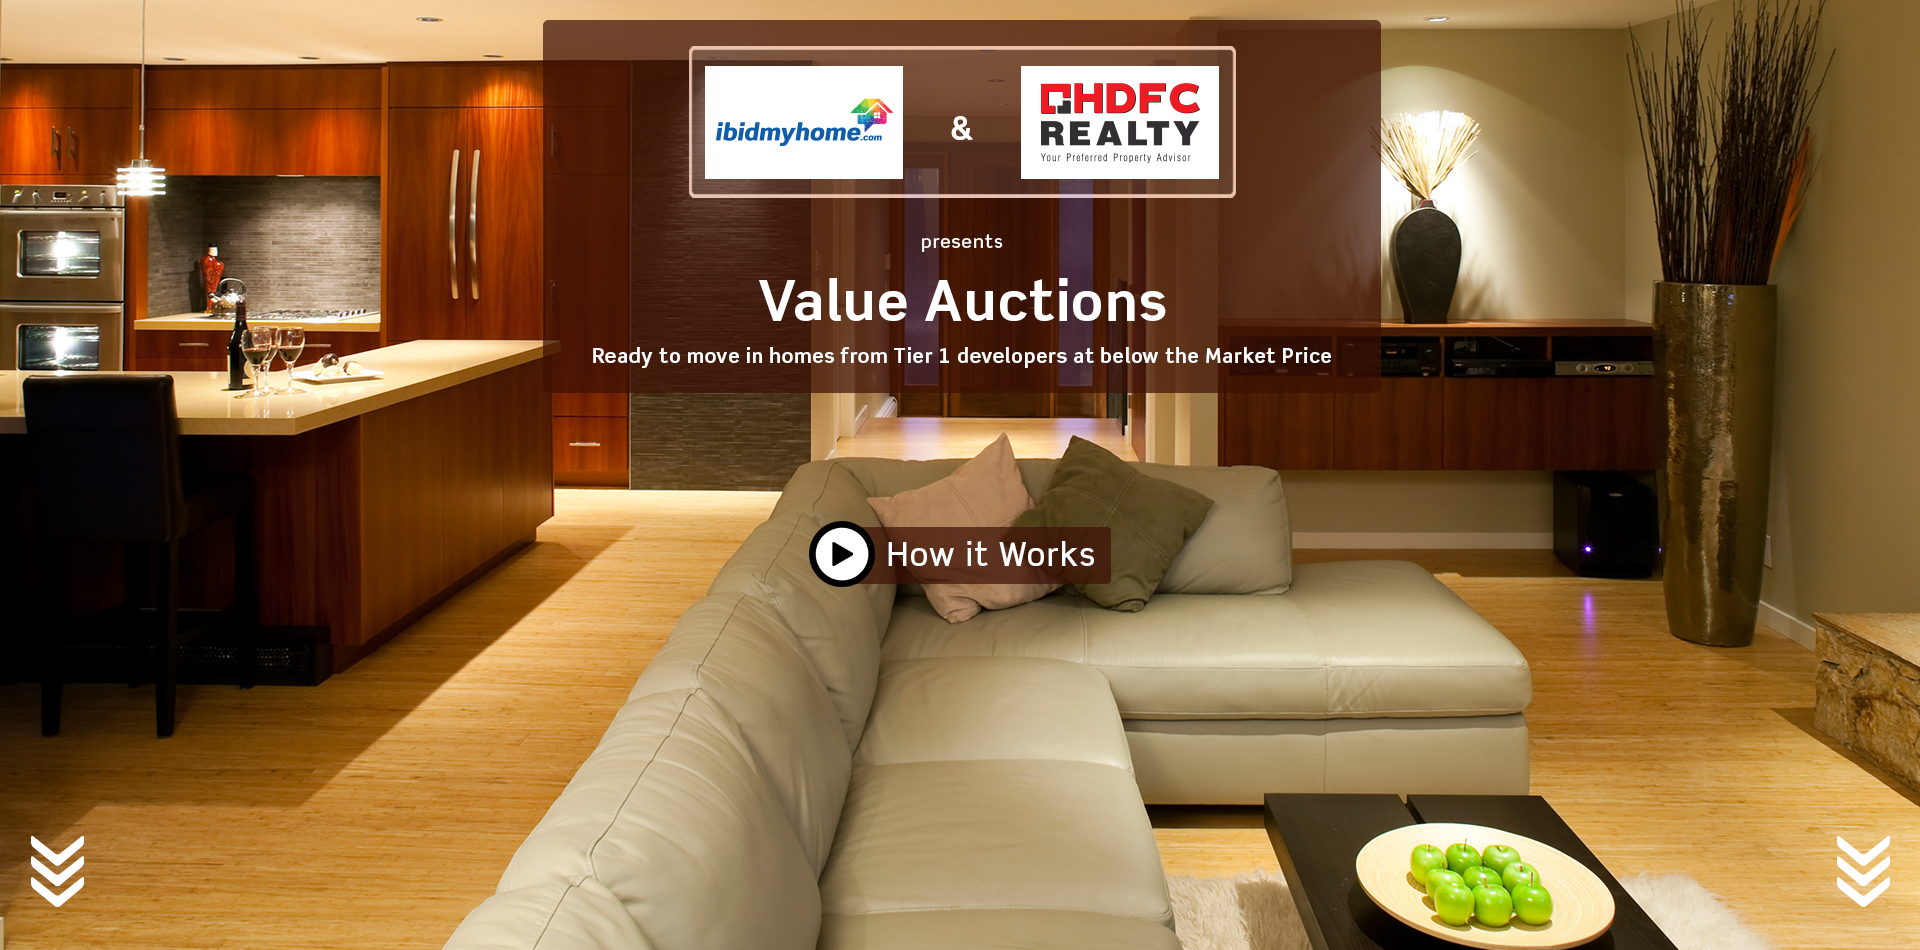 ibidmyhome.com
&
HDFC
REALTY
Your Preferred Property Advisor
presents
Value Auctions
Ready to move in homes from Tier 1 developers at below the Market Price
How it Works